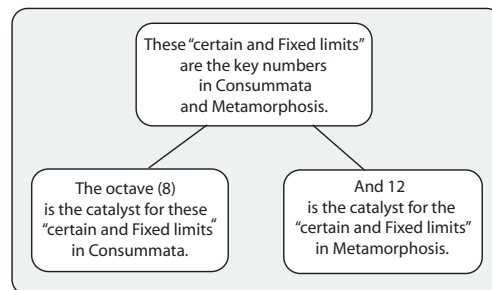 These “certain and Fixed limits”
are the key numbers
in Consummata
and Metamorphosis.
The octave (8)
is the catalyst for these
“certain and Fixed limits“
in Consummata.
And 12
is the catalyst for the
“certain and Fixed limits”
in Metamorphosis.